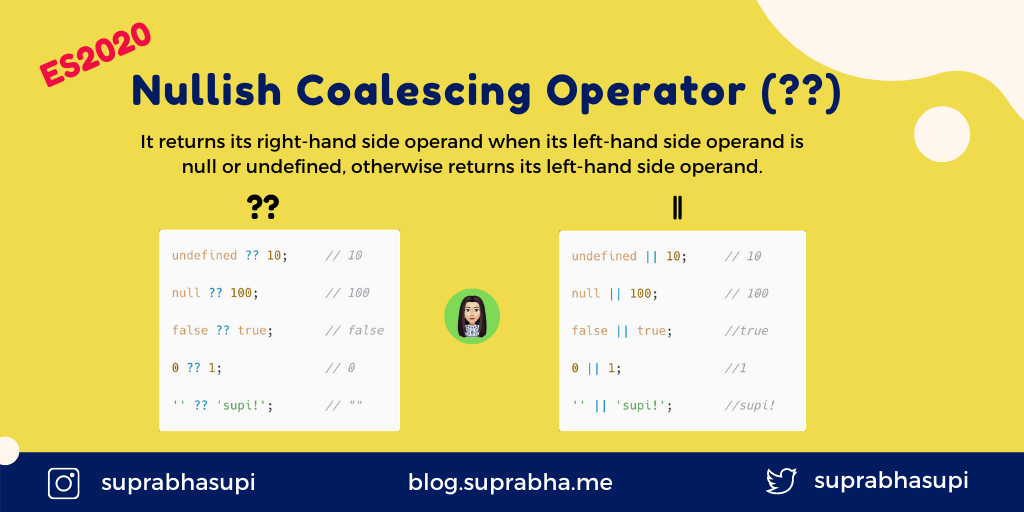 ES2020
Nullish Coalescing Operator (??)
It returns its right-hand side operand when its left-hand side operand is
null or undefined, otherwise returns its left-hand side operand.
??
undefined ?? 10; // 10
null ?? 100; // 100
false ?? true; // false
0 ?? 1; // 0
'' ?? 'supi!'; // ""
||
undefined || 10; // 10
null || 100; // 100
false || true; //true
0 || 1; //1
'' || 'supi!'; //supi!
suprabhasupi
blog.suprabha.me
suprabhasupi